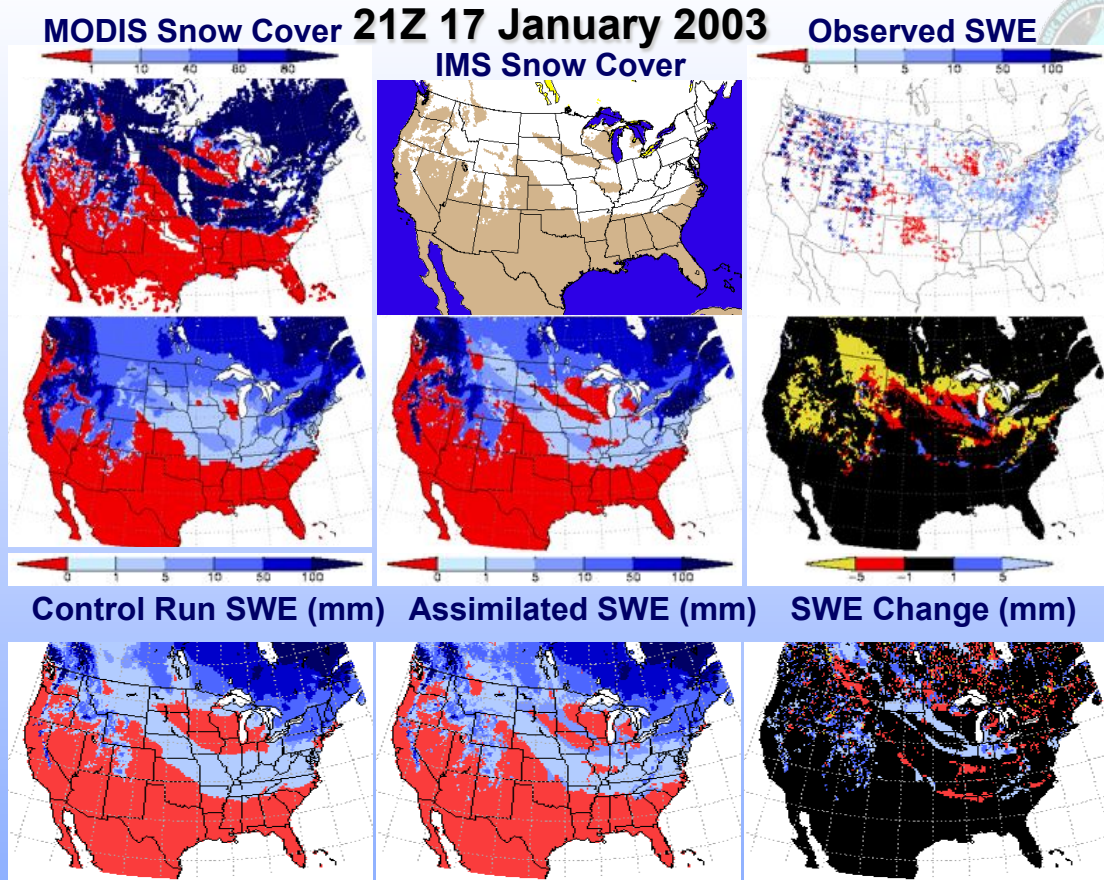 21Z 17 January 2003
MODIS Snow Cover
IMS Snow Cover
Observed SWE
1 10 40 60 80
0 1 5 10 50 100
0 1 5 10 50 100
0 1 5 10 50 100
-5 -1 1 5
Control Run SWE (mm)
Assimilated SWE (mm)
SWE Change (mm)